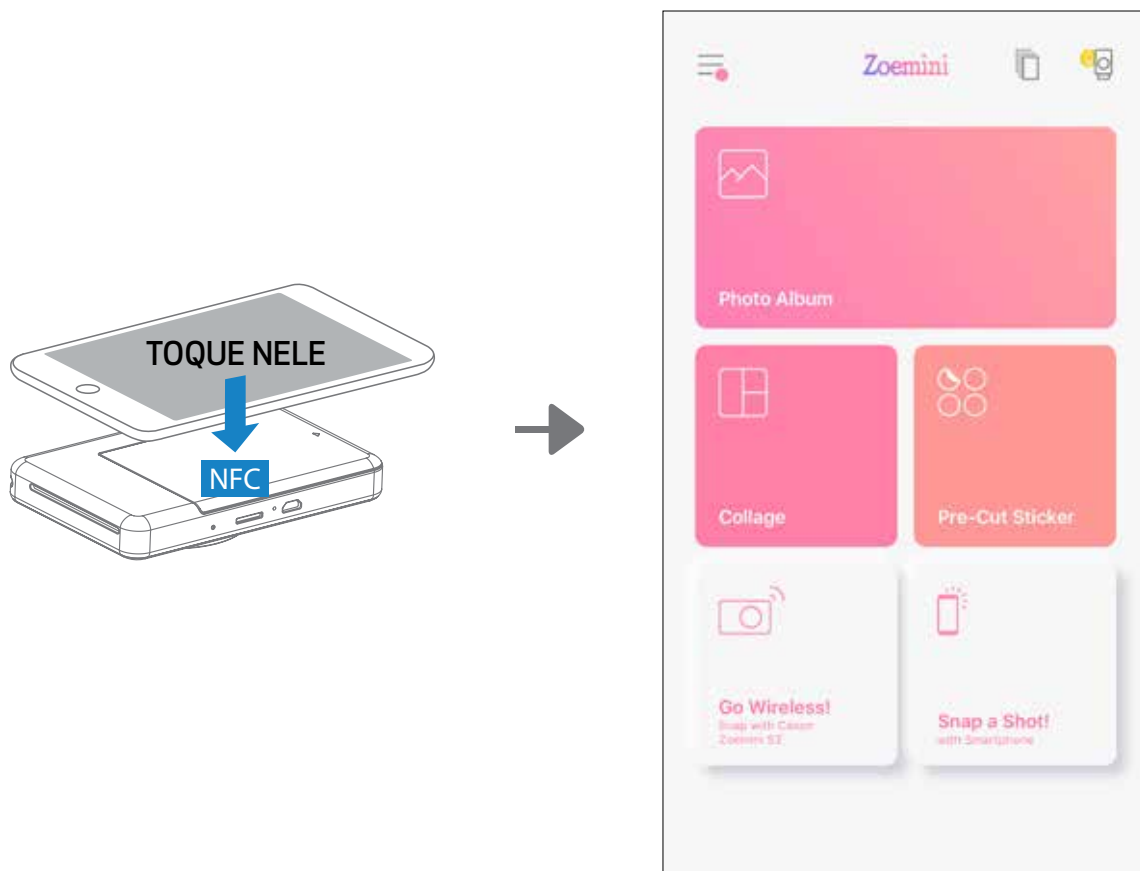 Zoemini
Photo Album
TOQUE NELE
NFC
Collage
Pre-Cut Sticker
Go Wireless!
Snap with Canon
Zoemini S2
Snap a Shot!
with Smartphone